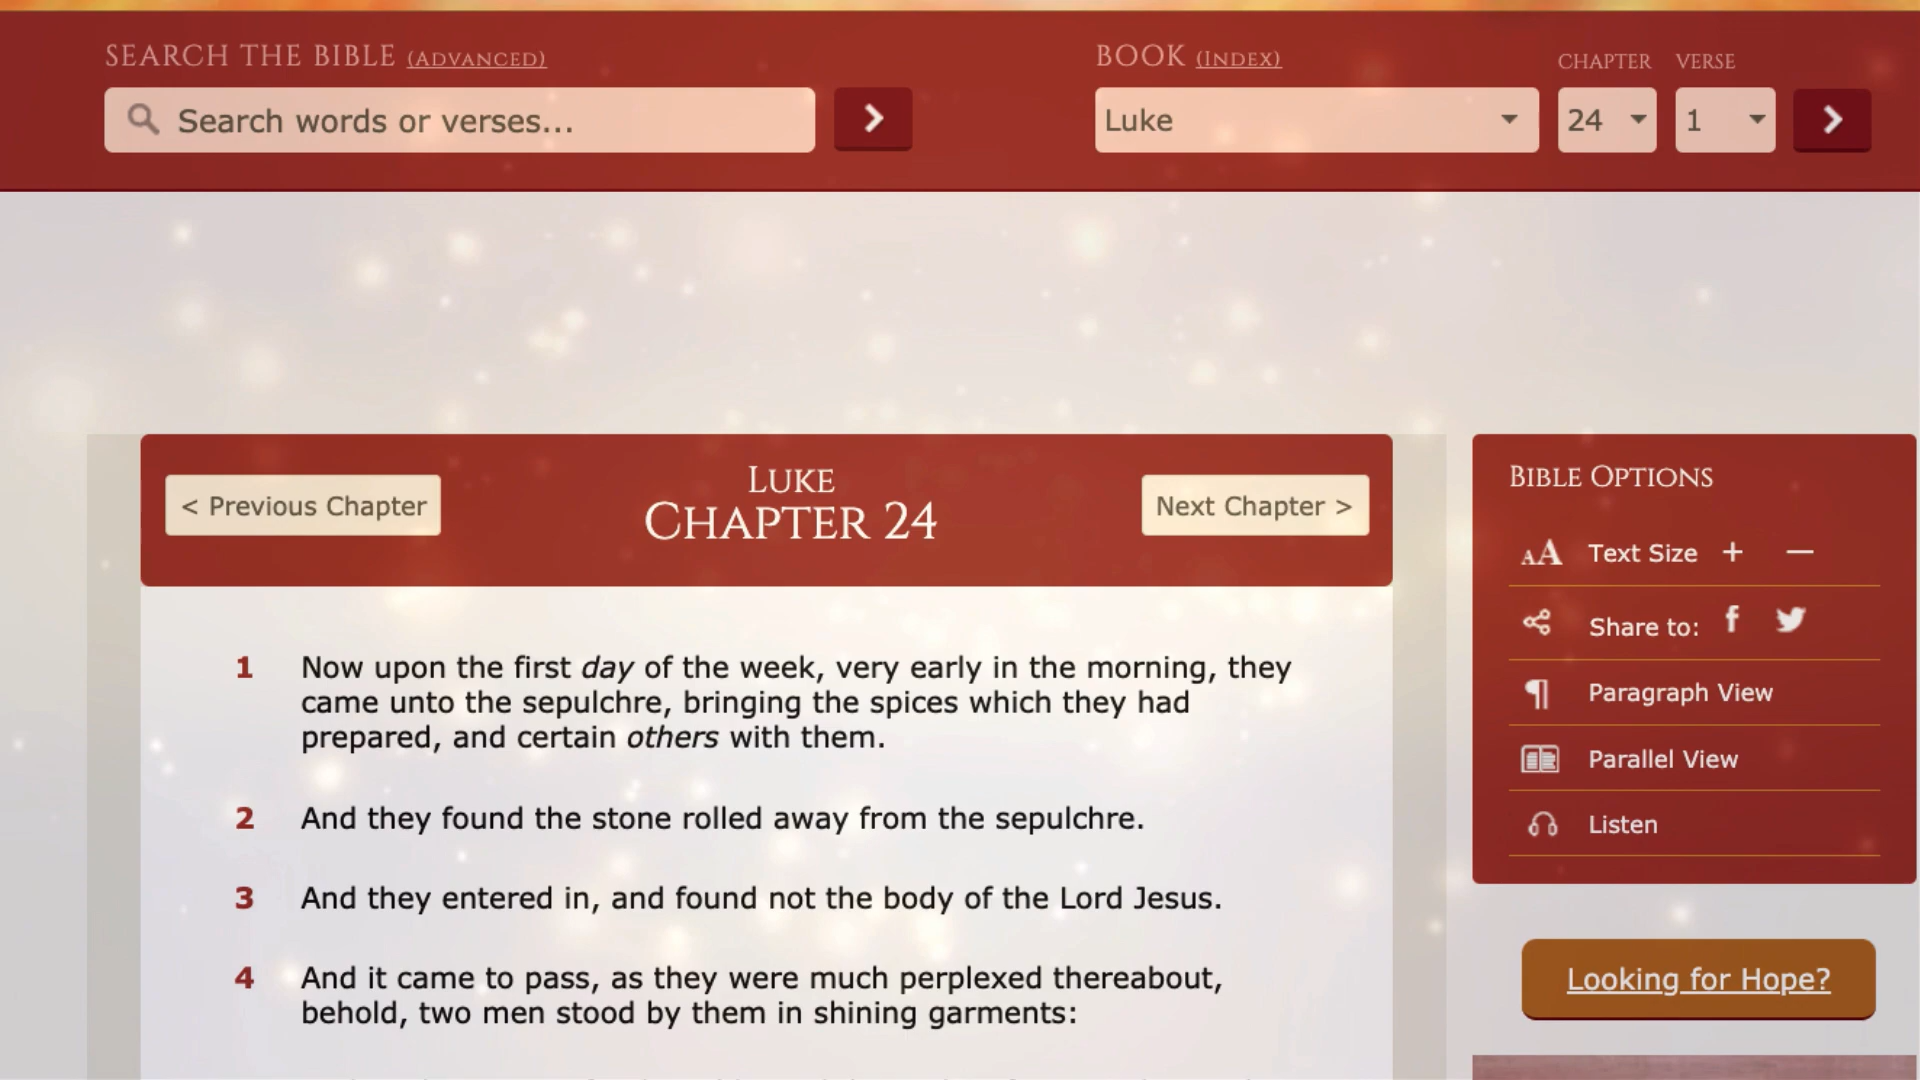 SEARCH THE BIBLE (ADVANCED)
BOOK (INDEX)
CHAPTER VERSE
Search words or verses...
Luke
24
1
LUKE
CHAPTER 24
< Previous Chapter
Next Chapter >
1 Now upon the first day of the week, very early in the morning, they
came unto the sepulchre, bringing the spices which they had
prepared, and certain others with them.
2 And they found the stone rolled away from the sepulchre.
3 And they entered in, and found not the body of the Lord Jesus.
4 And it came to pass, as they were much perplexed thereabout,
behold, two men stood by them in shining garments:
BIBLE OPTIONS
AA Text Size + —
Share to:
Paragraph View
Parallel View
Listen
Looking for Hope?